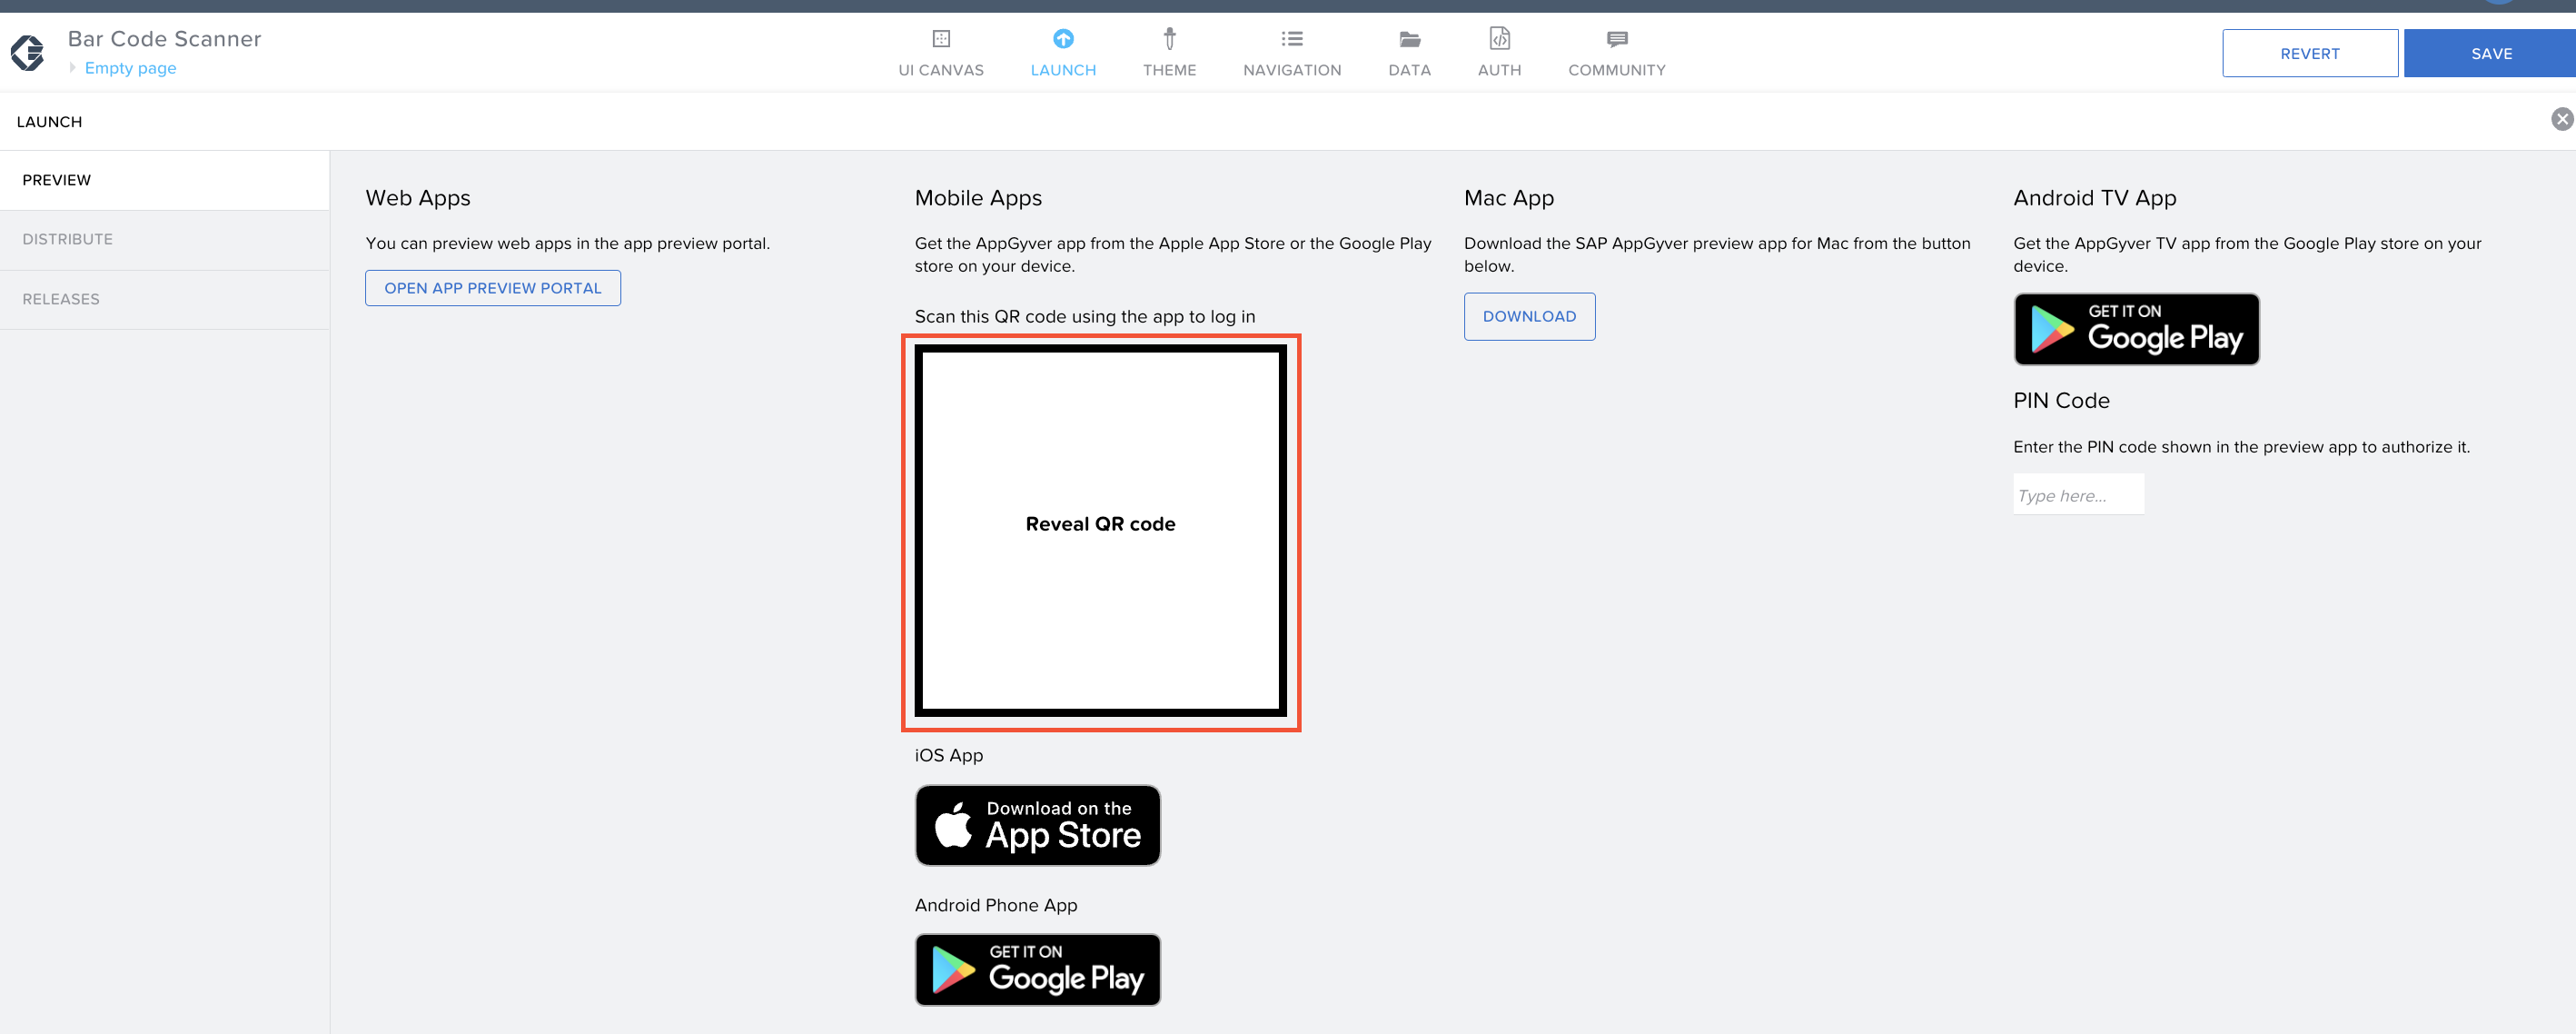 Bar Code Scanner
Empty page
UI CANVAS
LAUNCH
THEME
NAVIGATION
DATA
AUTH
COMMUNITY
REVERT
SAVE
LAUNCH
PREVIEW
DISTRIBUTE
RELEASES
Web Apps
You can preview web apps in the app preview portal.
OPEN APP PREVIEW PORTAL
Mobile Apps
Get the AppGyver app from the Apple App Store or the Google Play
store on your device.
Scan this QR code using the app to log in
Reveal QR code
iOS App
Download on the
App Store
Android Phone App
GET IT ON
Google Play
Mac App
Download the SAP AppGyver preview app for Mac from the button
below.
DOWNLOAD
Android TV App
Get the AppGyver TV app from the Google Play store on your
device.
GET IT ON
Google Play
PIN Code
Enter the PIN code shown in the preview app to authorize it.
Type here...